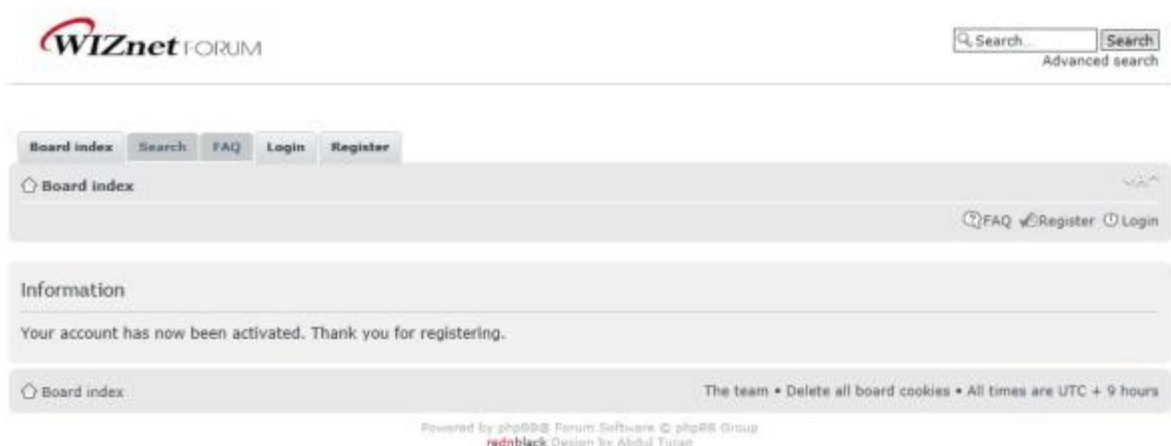 WIZnet FORUM
Search...
Search
Advanced search
Board index Search FAQ Login Register
Board index
FAQ Register Login
Information
Your account has now been activated. Thank you for registering.
Board index
The team • Delete all board cookies • All times are UTC + 9 hours
Powered by phpBB® Forum Software © phpBB Group
rednblack Design by Abdul Turan